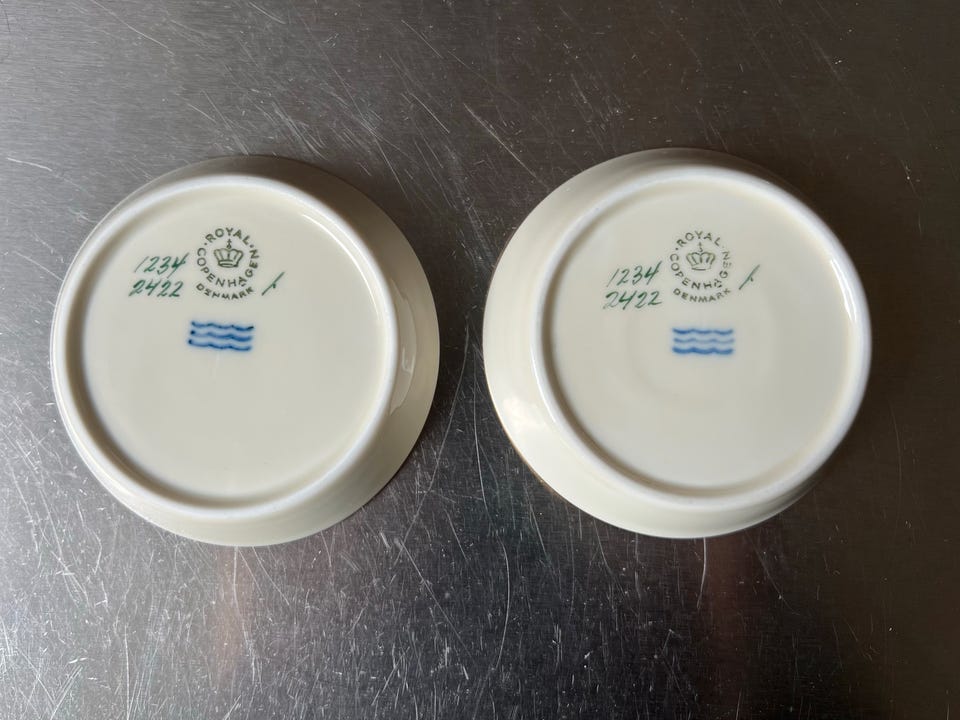 ROYAL COPENHAGEN
DENMARK
1234
2422
ROYAL COPENHAGEN
DENMARK
1234
2422